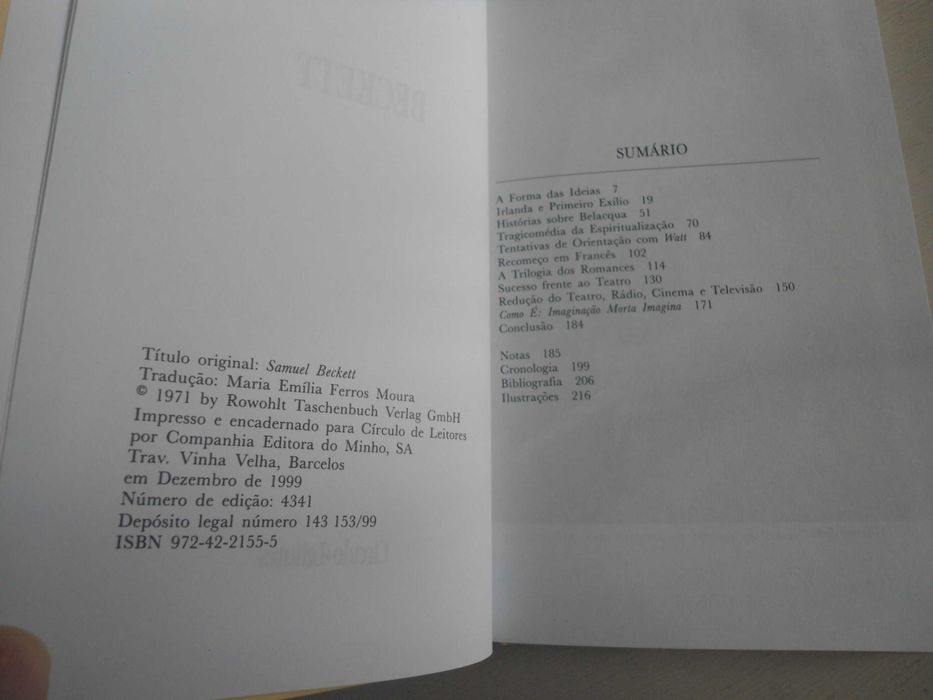 BECKETT
Título original: Samuel Beckett
Tradução: Maria Emília Ferros Moura
© 1971 by Rowohlt Taschenbuch Verlag GmbH
Impresso e encadernado para Círculo de Leitores
por Companhia Editora do Minho, SA
Trav. Vinha Velha, Barcelos
em Dezembro de 1999
Número de edição: 4341
Depósito legal número 143 153/99
ISBN 972-42-2155-5
Círculo de Leitores
SUMÁRIO
A Forma das Ideias 7
Irlanda e Primeiro Exílio 19
Histórias sobre Belacqua 51
Tragicomédia da Espiritualização 70
Tentativas de Orientação com Watt 84
Recomeço em Francês 102
A Trilogia dos Romances 114
Sucesso frente ao Teatro 130
Redução do Teatro, Rádio, Cinema e Televisão 150
Como É: Imaginação Morta Imagina 171
Conclusão 184
Notas 185
Cronologia 199
Bibliografia 206
Ilustrações 216